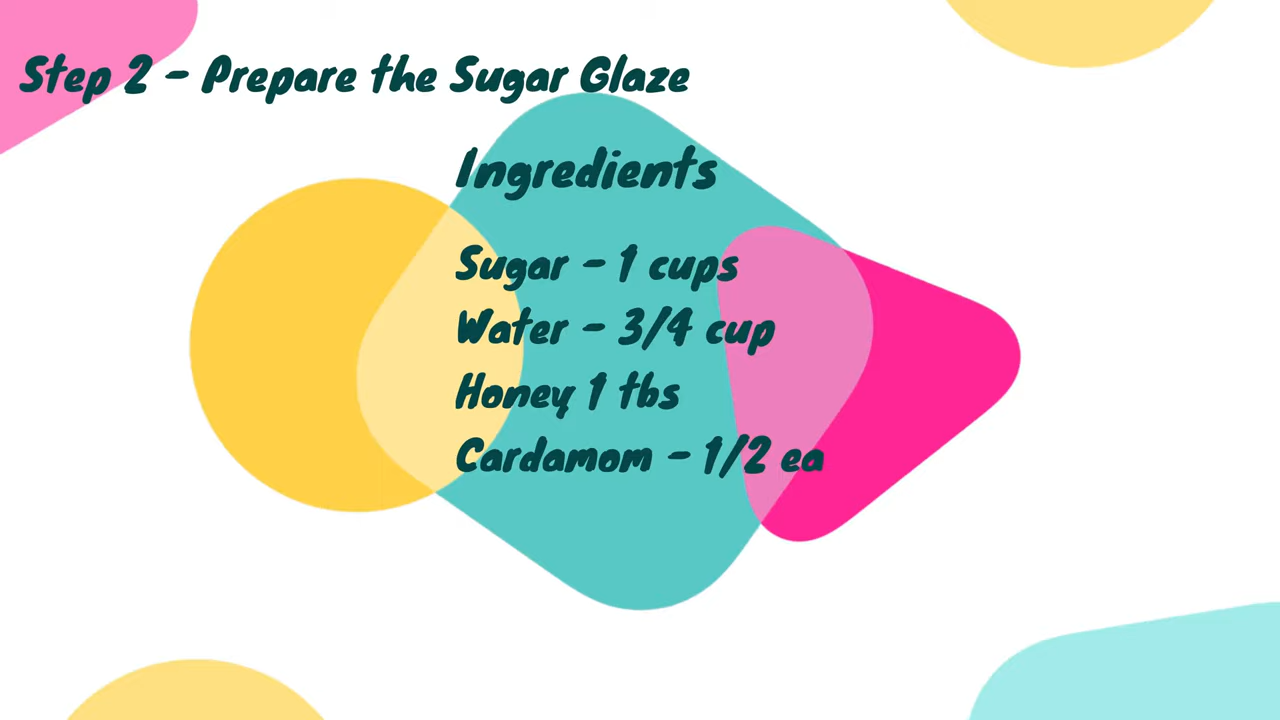 Step 2 - Prepare the Sugar Glaze
Ingredients
Sugar - 1 cups
Water - 3/4 cup
Honey 1 tbs
Cardamom - 1/2 ea